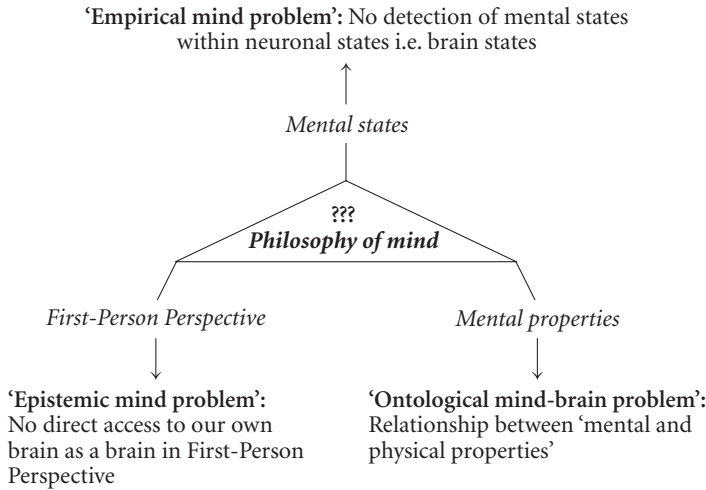 ‘Empirical mind problem’: No detection of mental states
within neuronal states i.e. brain states
Mental states
???
Philosophy of mind
First-Person Perspective
Mental properties
‘Epistemic mind problem’:
No direct access to our own
brain as a brain in First-Person
Perspective
‘Ontological mind-brain problem’:
Relationship between ‘mental and
physical properties’